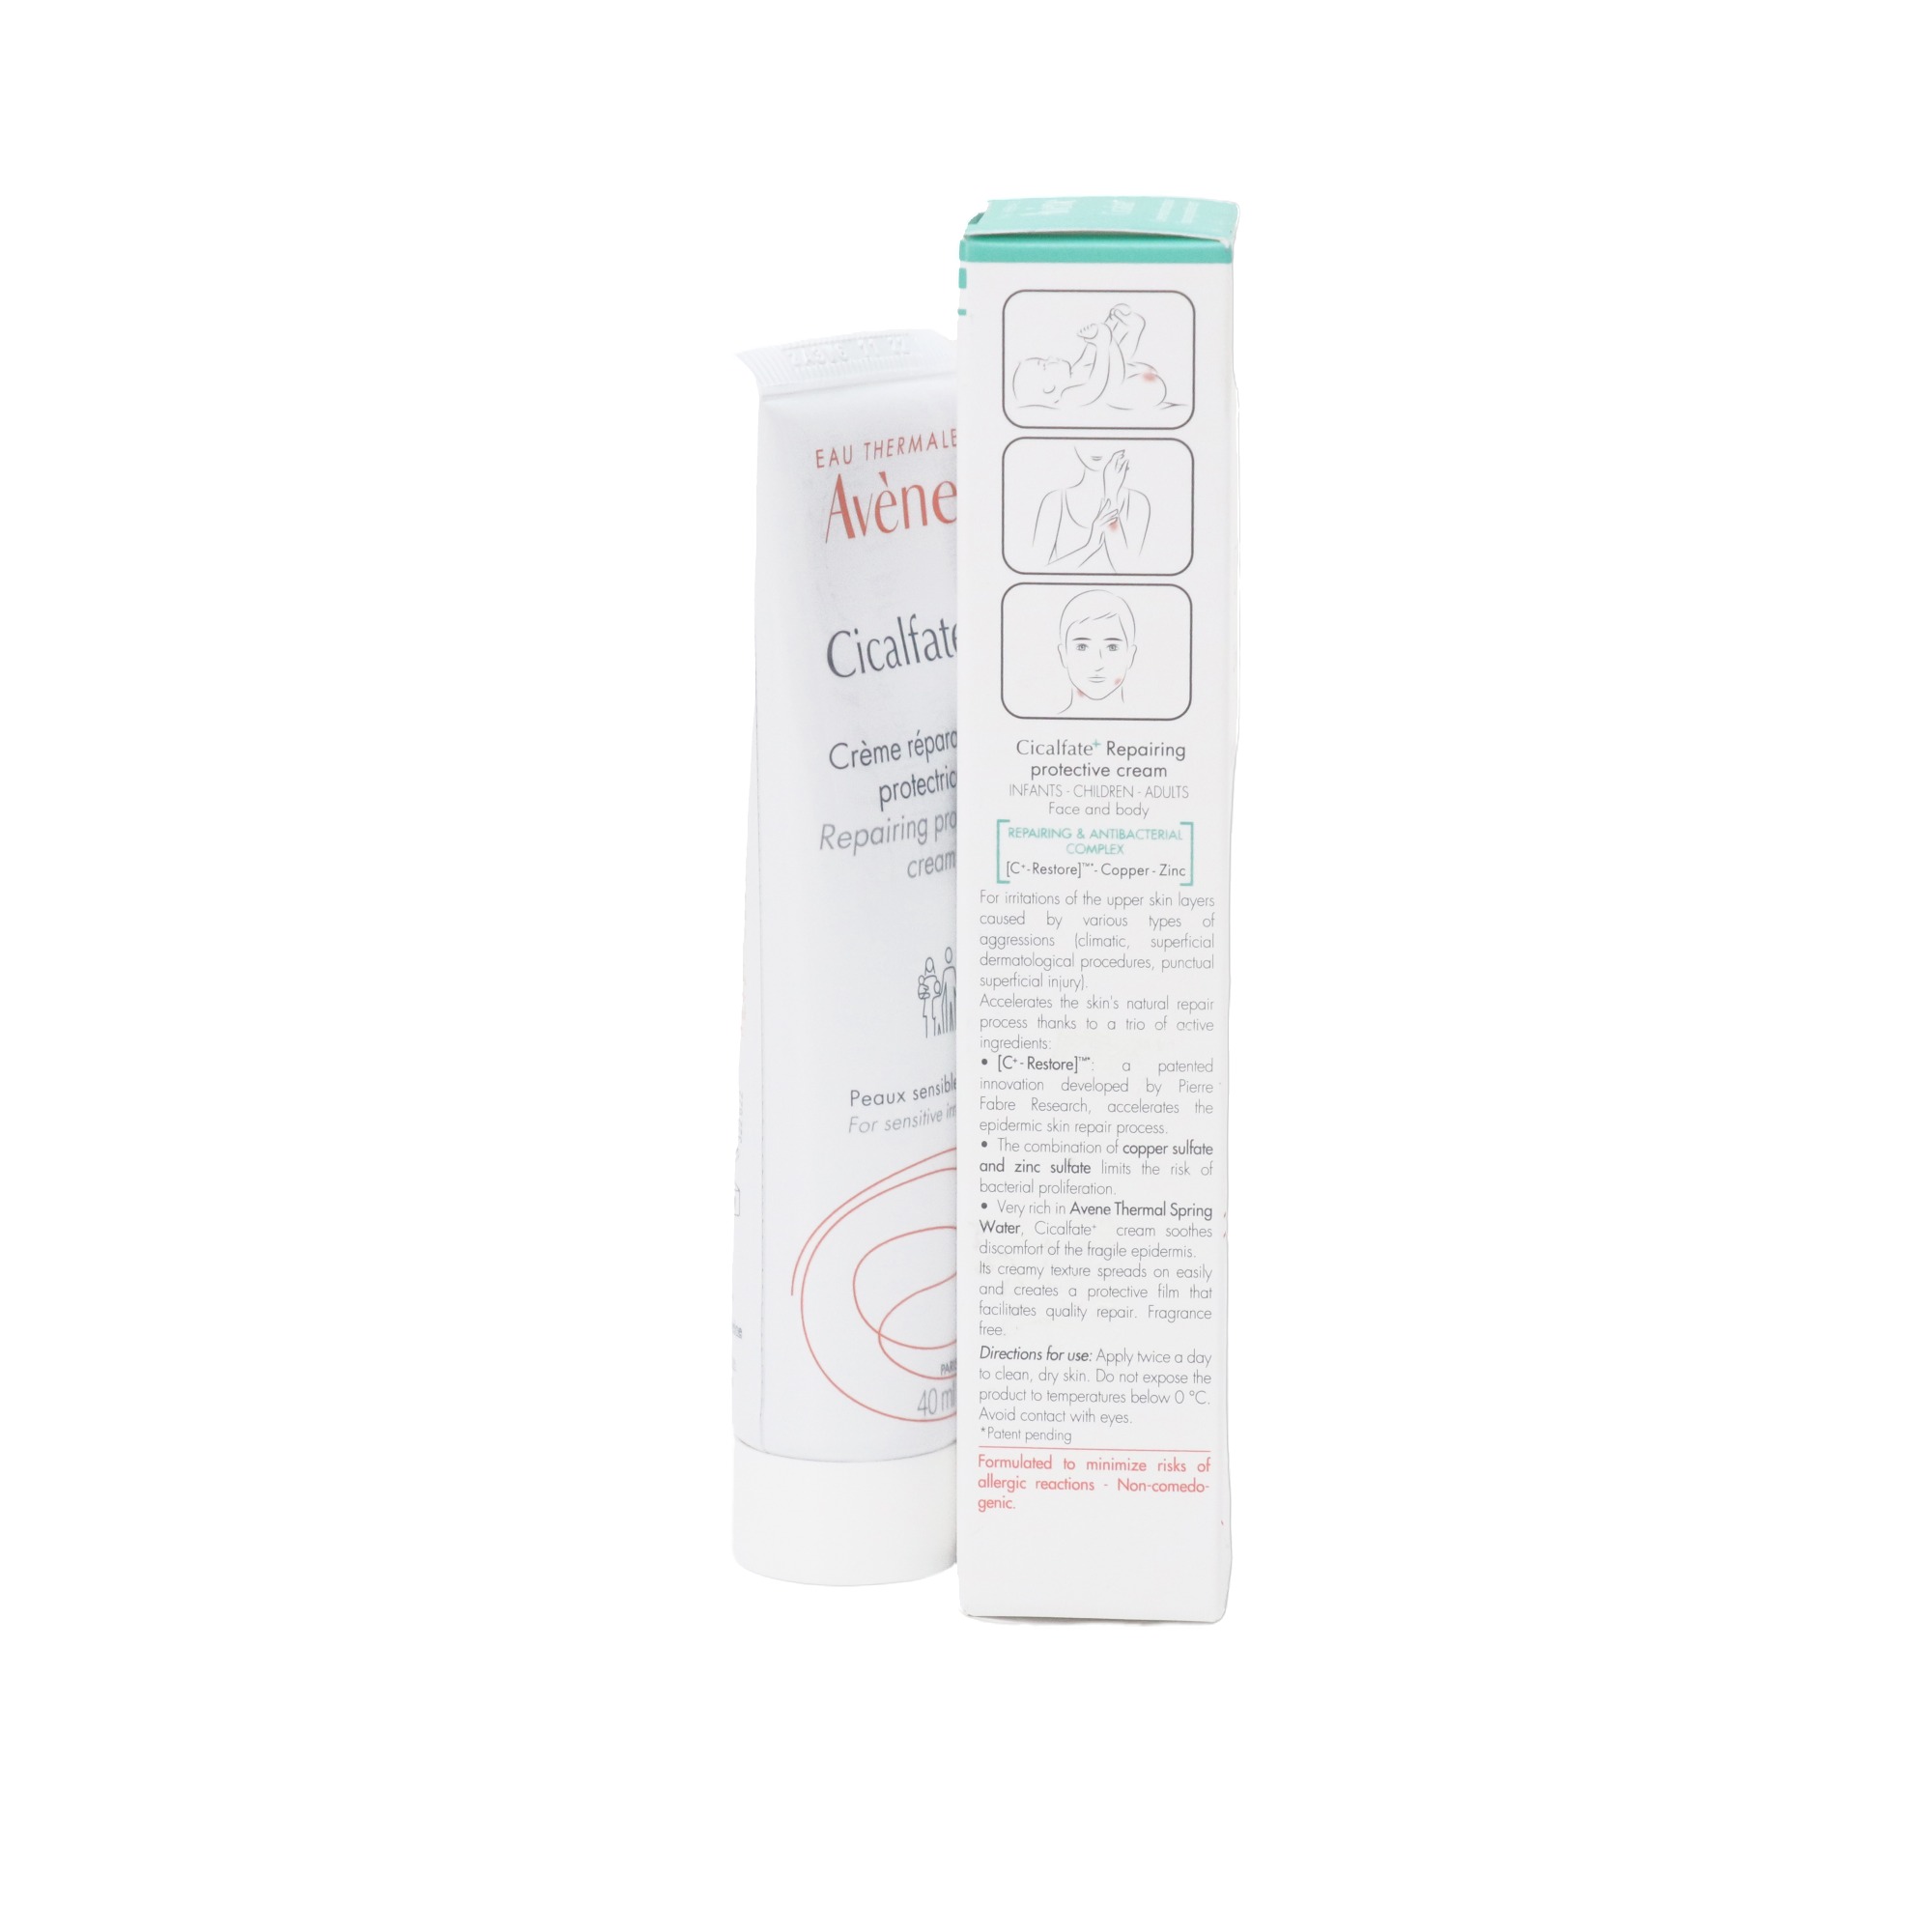 EAU THERMALE
Avène
Cicalfate
Crème répara
protectric
Repairing pro
cream
Peaux sensible
For sensitive irr
PARIS
40 ml
Cicalfate+ Repairing
protective cream
INFANTS - CHILDREN - ADULTS
Face and body
REPAIRING & ANTIBACTERIAL
COMPLEX
[C+-Restore]™*- Copper - Zinc
For irritations of the upper skin layers
caused by various types of
aggressions (climatic, superficial
dermatological procedures, punctual
superficial injury).
Accelerates the skin's natural repair
process thanks to a trio of active
ingredients:
• [C+- Restore]™*: a patented
innovation developed by Pierre
Fabre Research, accelerates the
epidermic skin repair process.
• The combination of copper sulfate
and zinc sulfate limits the risk of
bacterial proliferation.
• Very rich in Avene Thermal Spring
Water, Cicalfate+ cream soothes
discomfort of the fragile epidermis.
Its creamy texture spreads on easily
and creates a protective film that
facilitates quality repair. Fragrance
free.
Directions for use: Apply twice a day
to clean, dry skin. Do not expose the
product to temperatures below 0 °C.
Avoid contact with eyes.
*Patent pending
Formulated to minimize risks of
allergic reactions - Non-comedo-
genic.